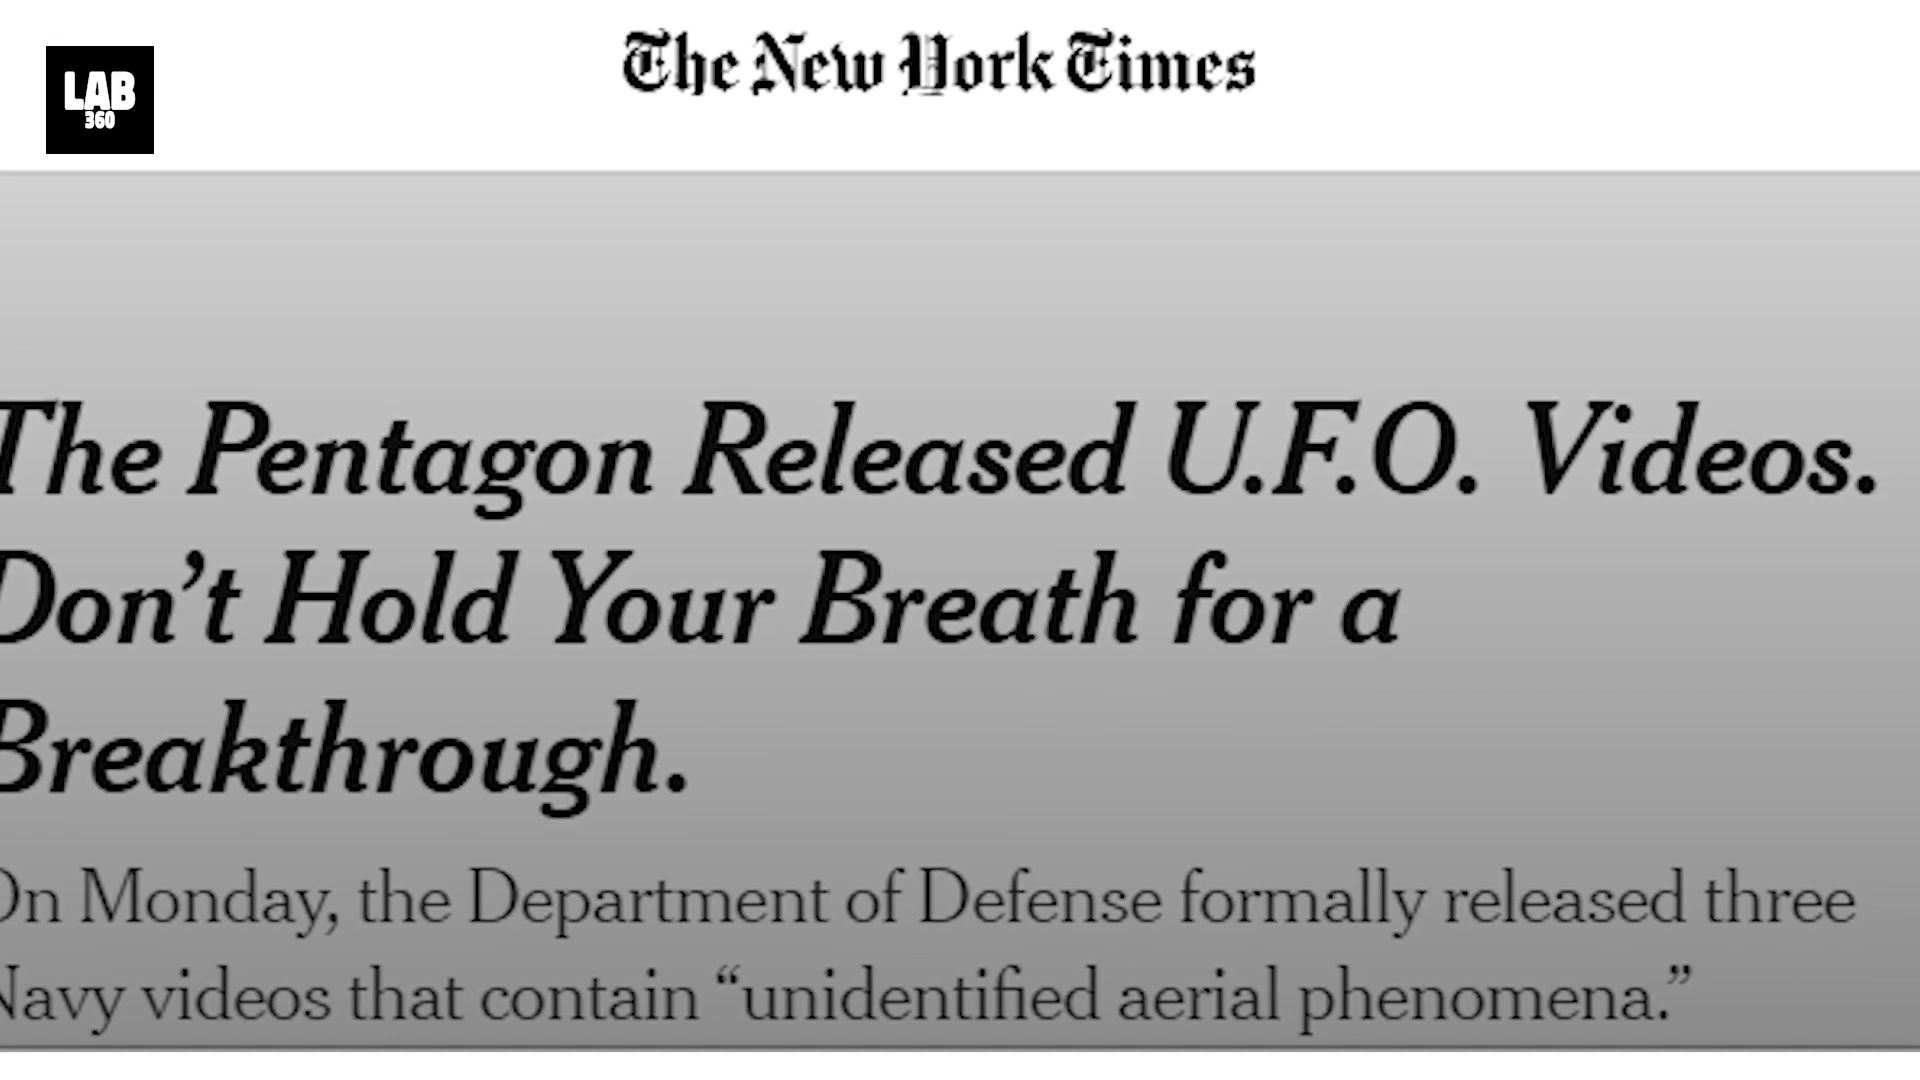 The New York Times
LAB
360
The Pentagon Released U.F.O. Videos.
Don’t Hold Your Breath for a
Breakthrough.
On Monday, the Department of Defense formally released three
Navy videos that contain “unidentified aerial phenomena.”